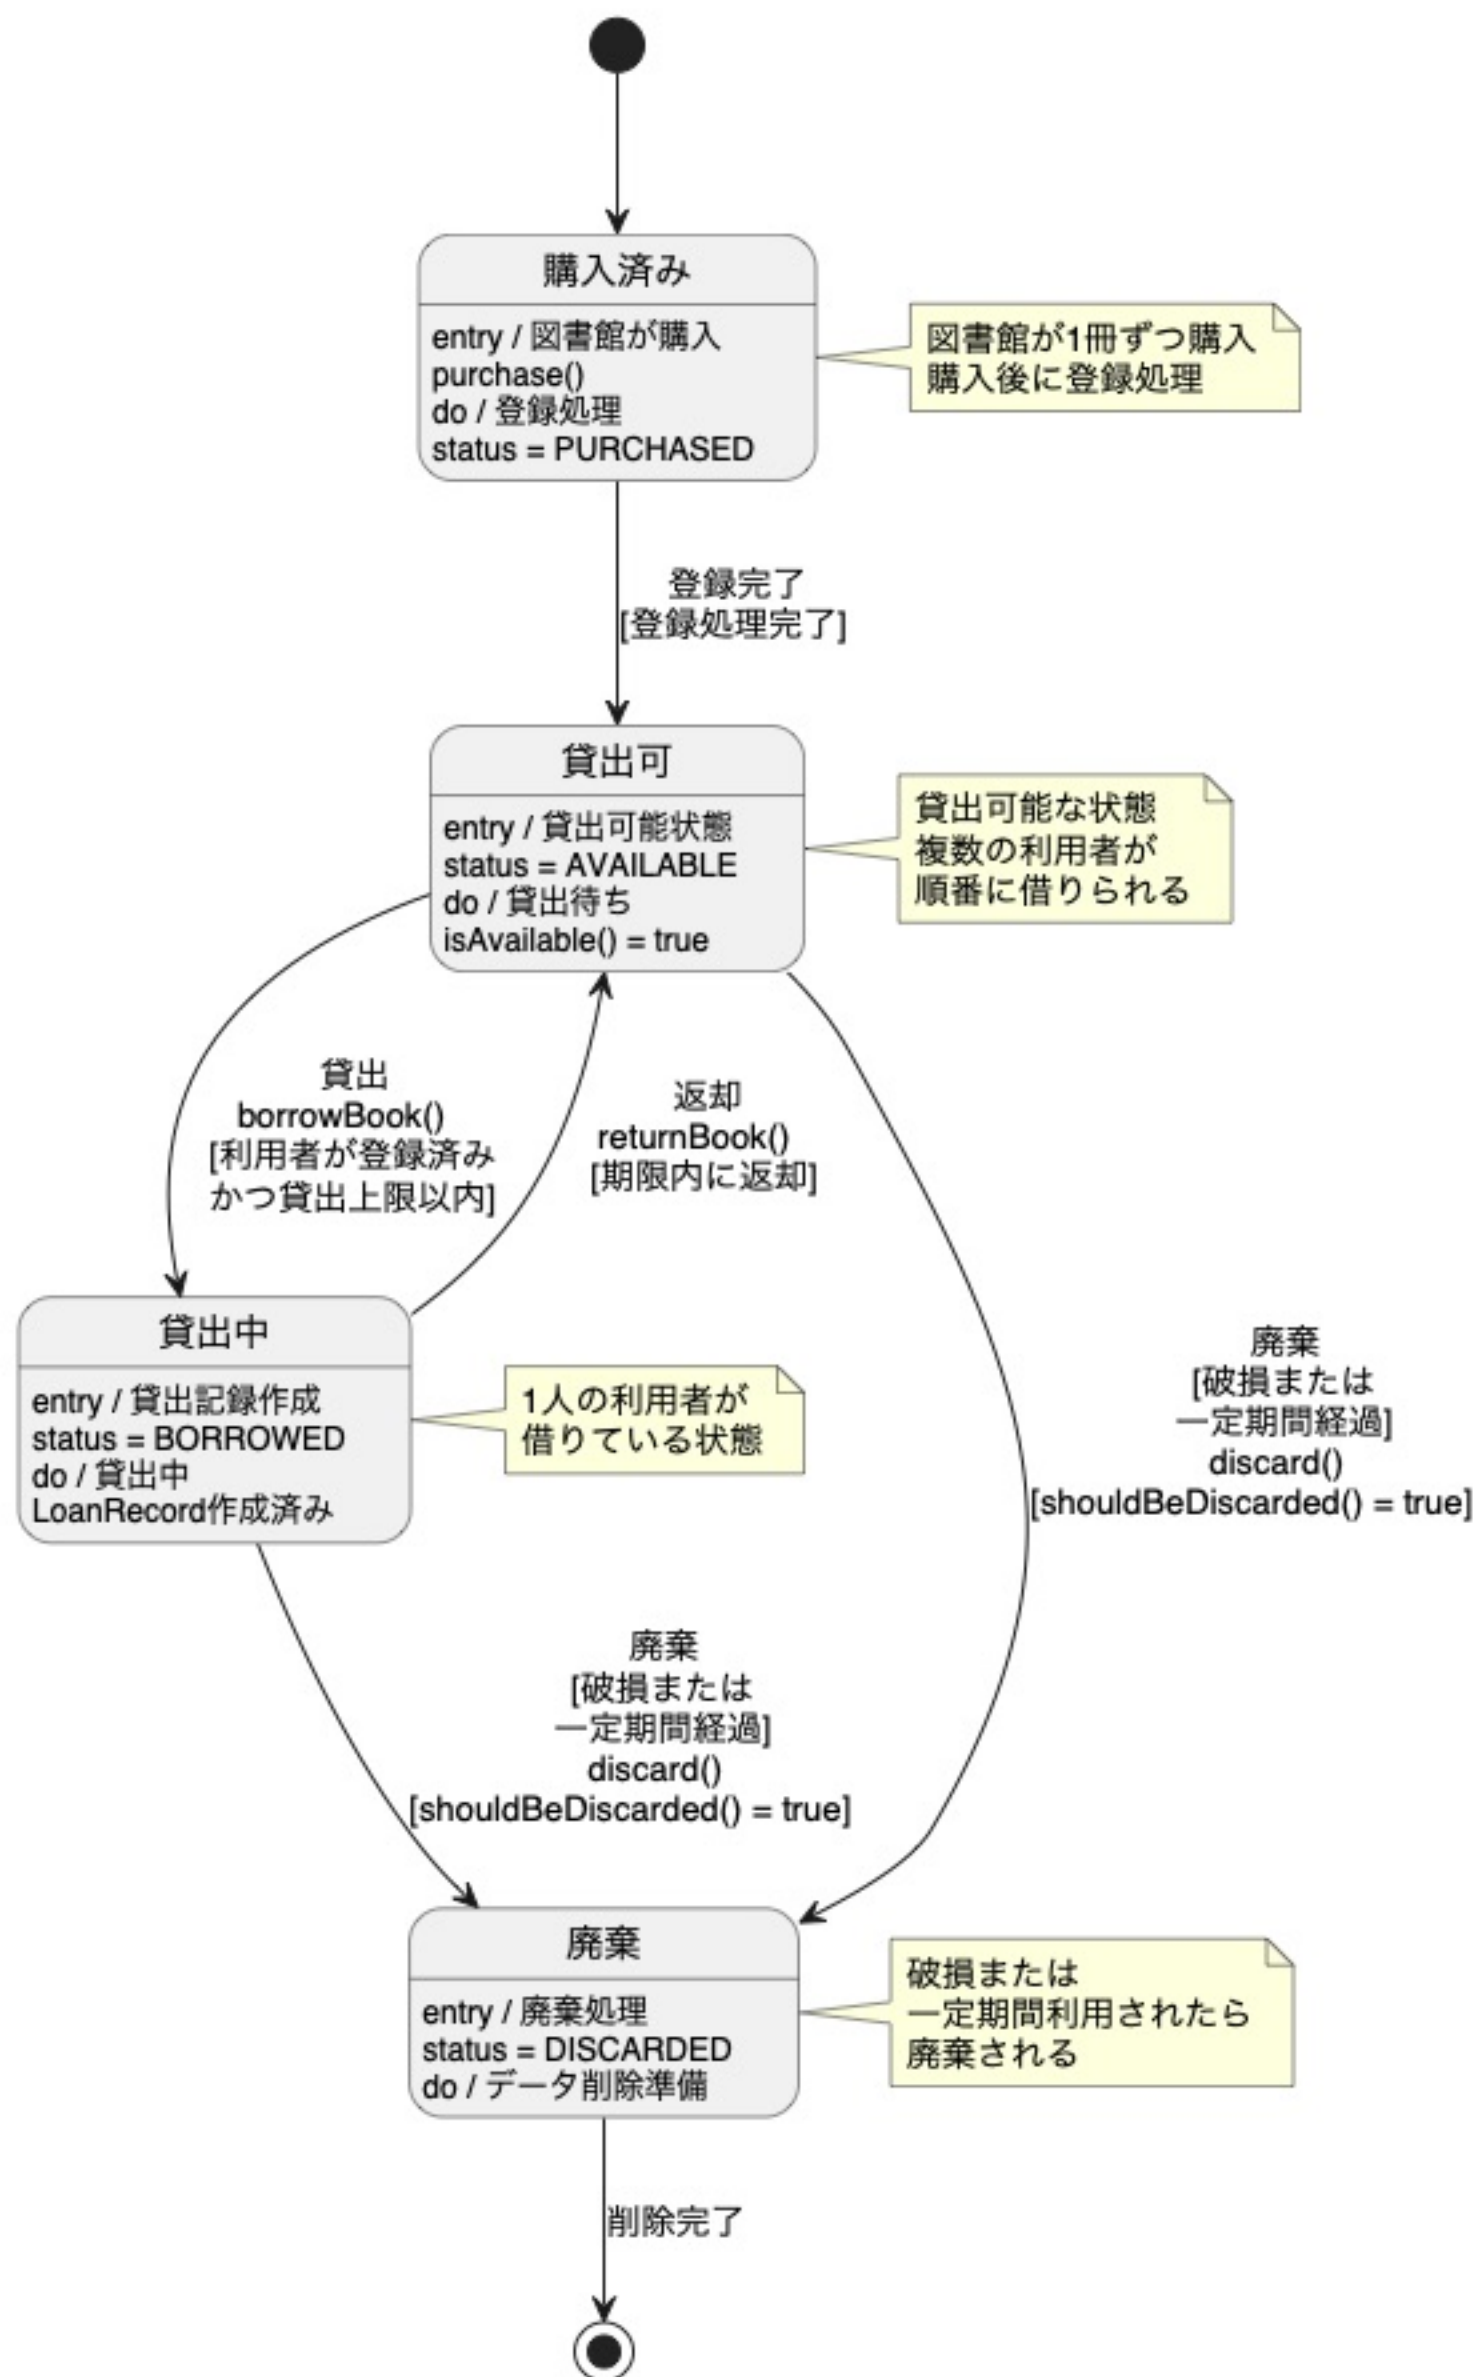 購入済み
entry / 図書館が購入
purchase()
do / 登録処理
status = PURCHASED
図書館が1冊ずつ購入
購入後に登録処理
登録完了
[登録処理完了]
貸出可
entry / 貸出可能状態
status = AVAILABLE
do / 貸出待ち
isAvailable() = true
貸出可能な状態
複数の利用者が
順番に借りられる
貸出
borrowBook()
[利用者が登録済み
かつ貸出上限以内]
返却
returnBook()
[期限内に返却]
貸出中
entry / 貸出記録作成
status = BORROWED
do / 貸出中
LoanRecord作成済み
1人の利用者が
借りている状態
廃棄
[破損または
一定期間経過]
discard()
[shouldBeDiscarded() = true]
廃棄
[破損または
一定期間経過]
discard()
[shouldBeDiscarded() = true]
廃棄
entry / 廃棄処理
status = DISCARDED
do / データ削除準備
破損または
一定期間利用されたら
廃棄される
削除完了